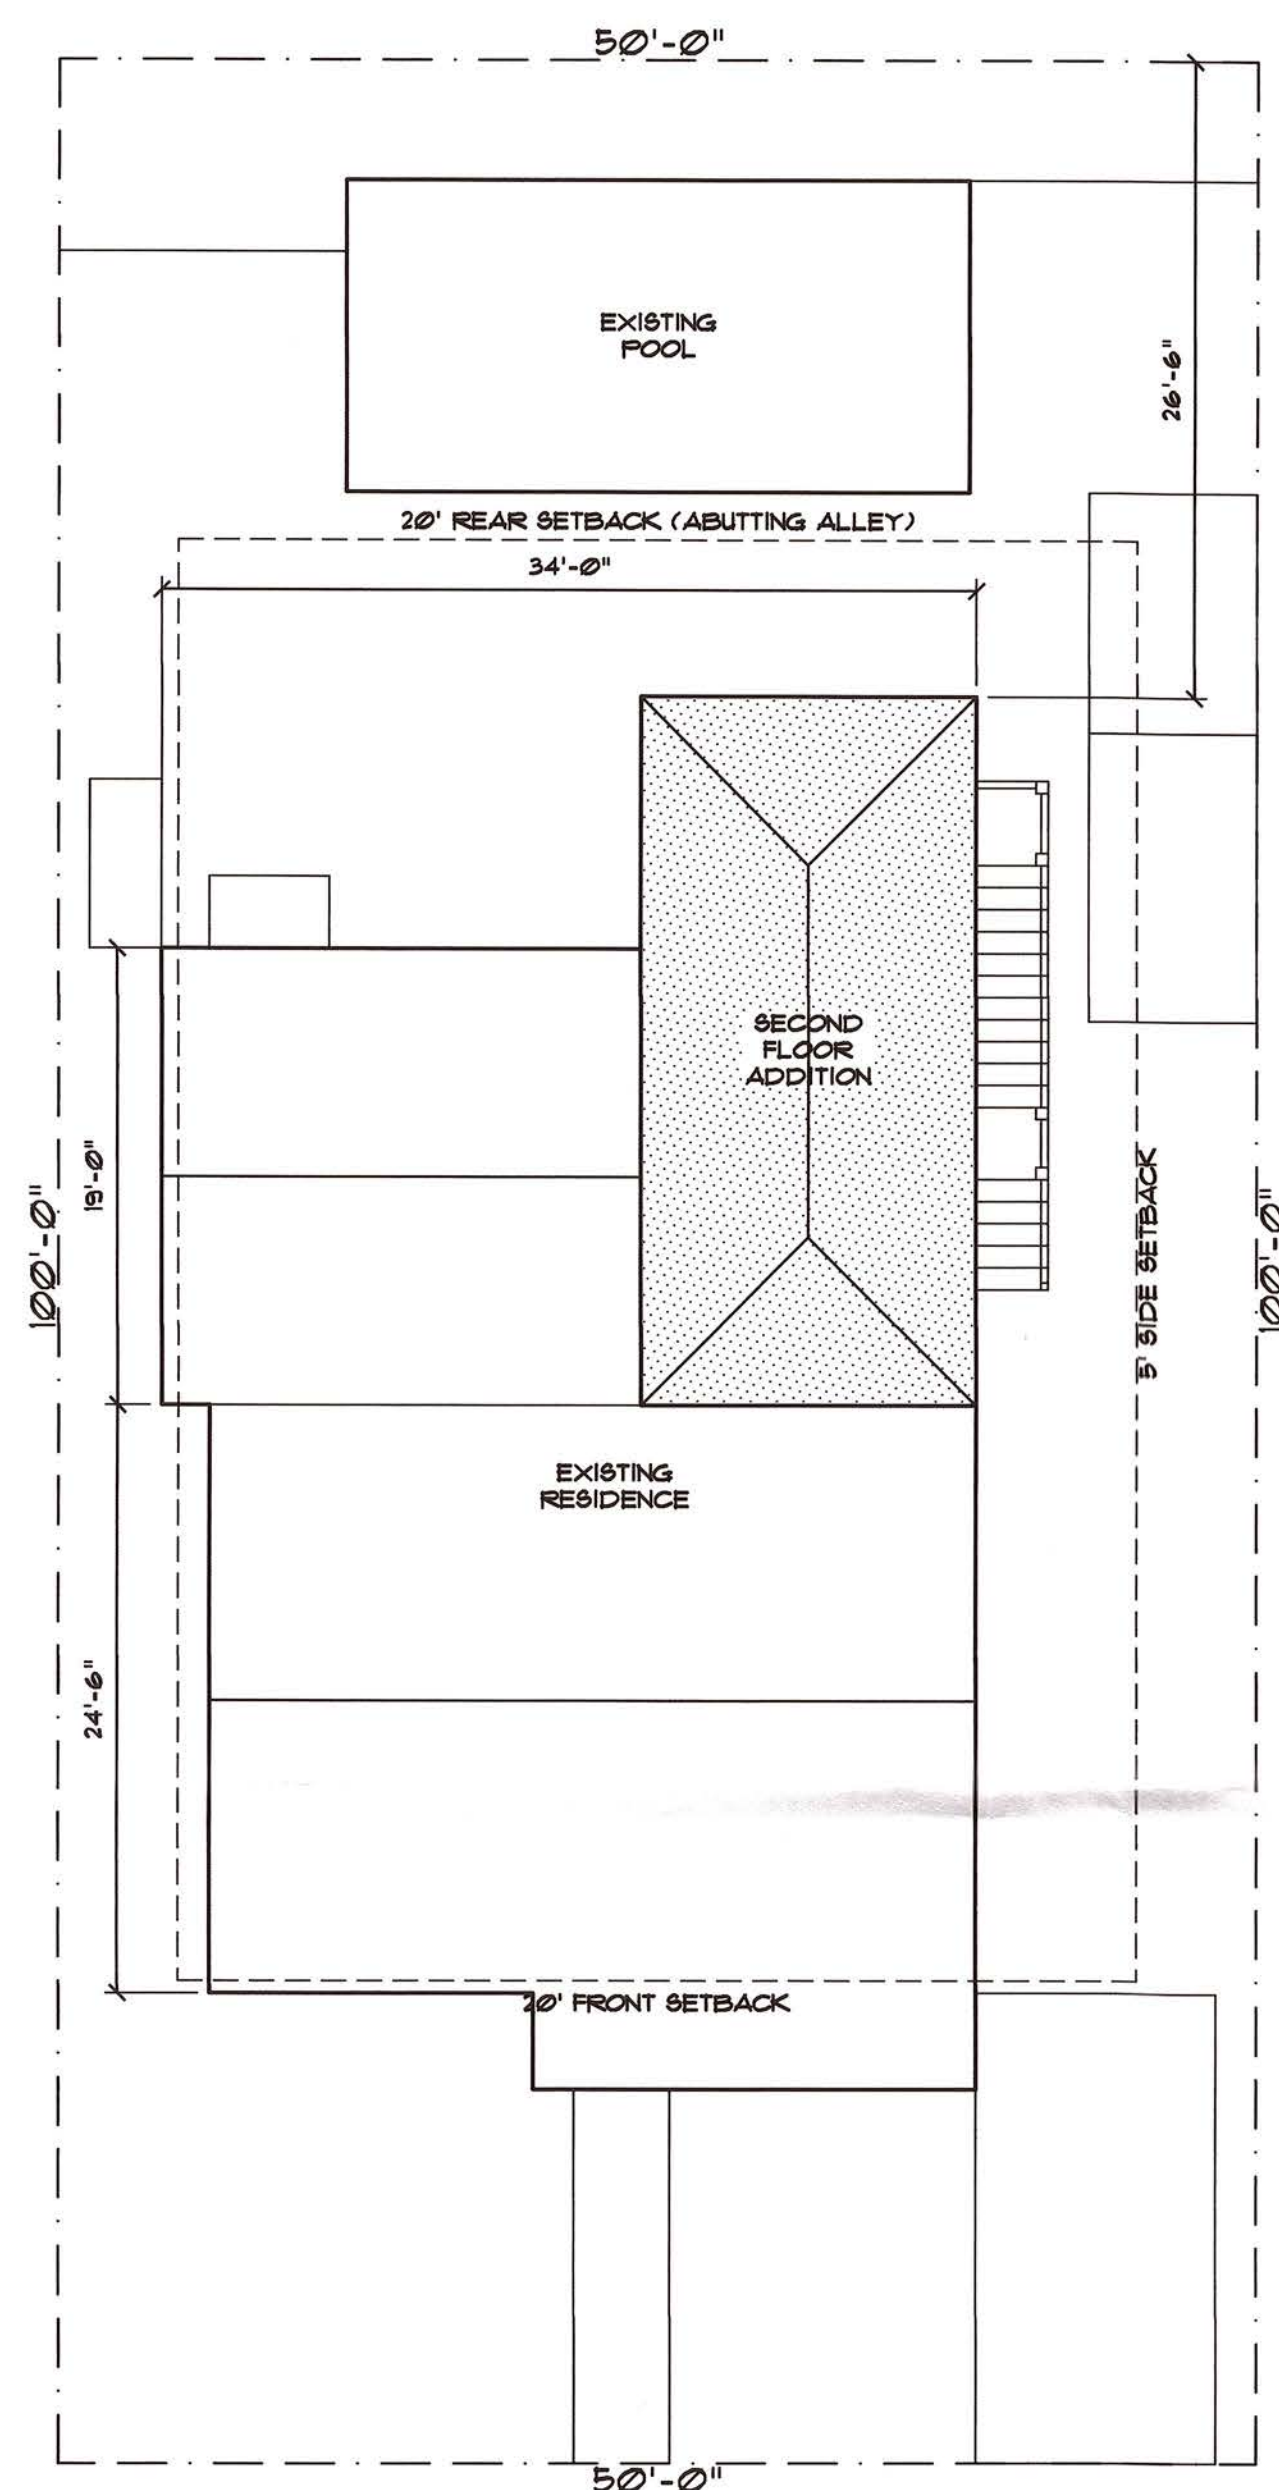 50'-0"
EXISTING
POOL
26'-6"
20' REAR SETBACK (ABUTTING ALLEY)
34'-0"
SECOND
FLOOR
ADDITION
19'-0"
100'-0"
5' SIDE SETBACK
100'-0"
EXISTING
RESIDENCE
24'-6"
20' FRONT SETBACK
50'-0"